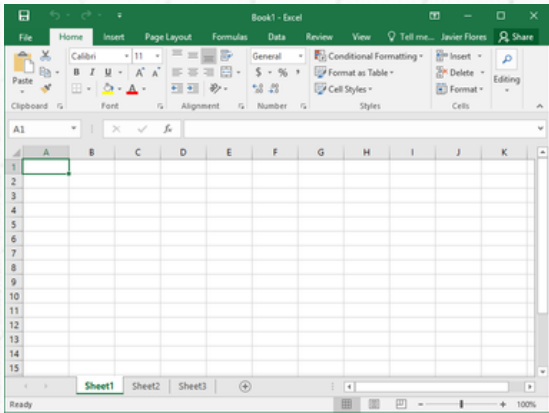 Book1 - Excel
File Home Insert Page Layout Formulas Data Review View Tell me... Javier Flores Share
Calibri 11 General Conditional Formatting Insert
Paste B I U A A $ % , Format as Table Delete Editing
A Cell Styles Format
Clipboard Font Alignment Number Styles Cells
A1 fx
A B C D E F G H I J K
1
2
3
4
5
6
7
8
9
10
11
12
13
14
15
Sheet1 Sheet2 Sheet3
Ready 100%